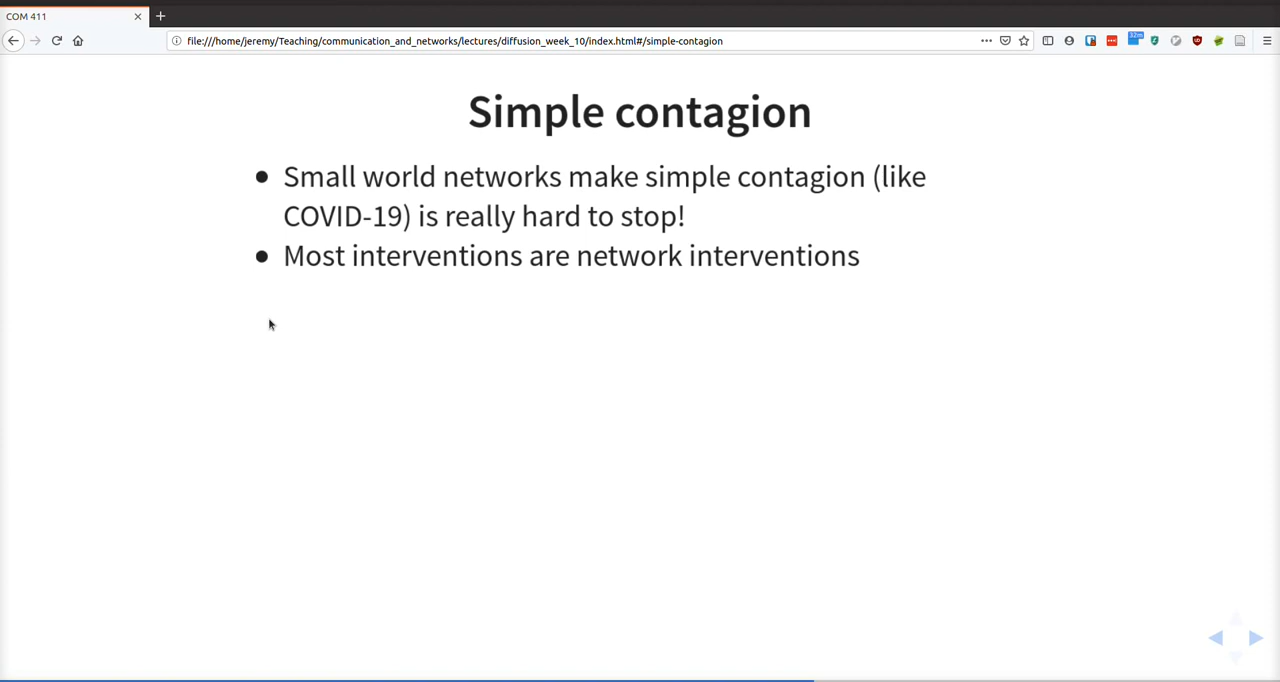 COM 411
file:///home/jeremy/Teaching/communication_and_networks/lectures/diffusion_week_10/index.html#/simple-contagion
32m
Simple contagion
• Small world networks make simple contagion (like
COVID-19) is really hard to stop!
• Most interventions are network interventions